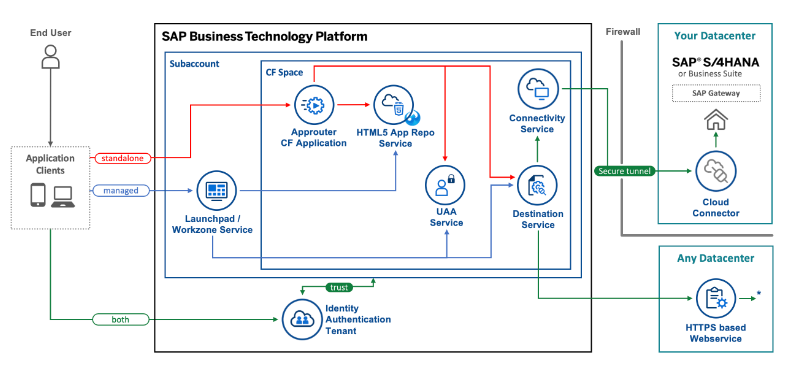 End User
SAP Business Technology Platform
Firewall
Your Datacenter
Subaccount
CF Space
SAP® S/4HANA
or Business Suite
SAP Gateway
Approuter
CF Application
HTML5 App Repo
Service
Connectivity
Service
Application
Clients
standalone
managed
Secure tunnel
Launchpad /
Workzone Service
UAA
Service
Destination
Service
Cloud
Connector
Any Datacenter
trust
both
Identity
Authentication
Tenant
*
HTTPS based
Webservice